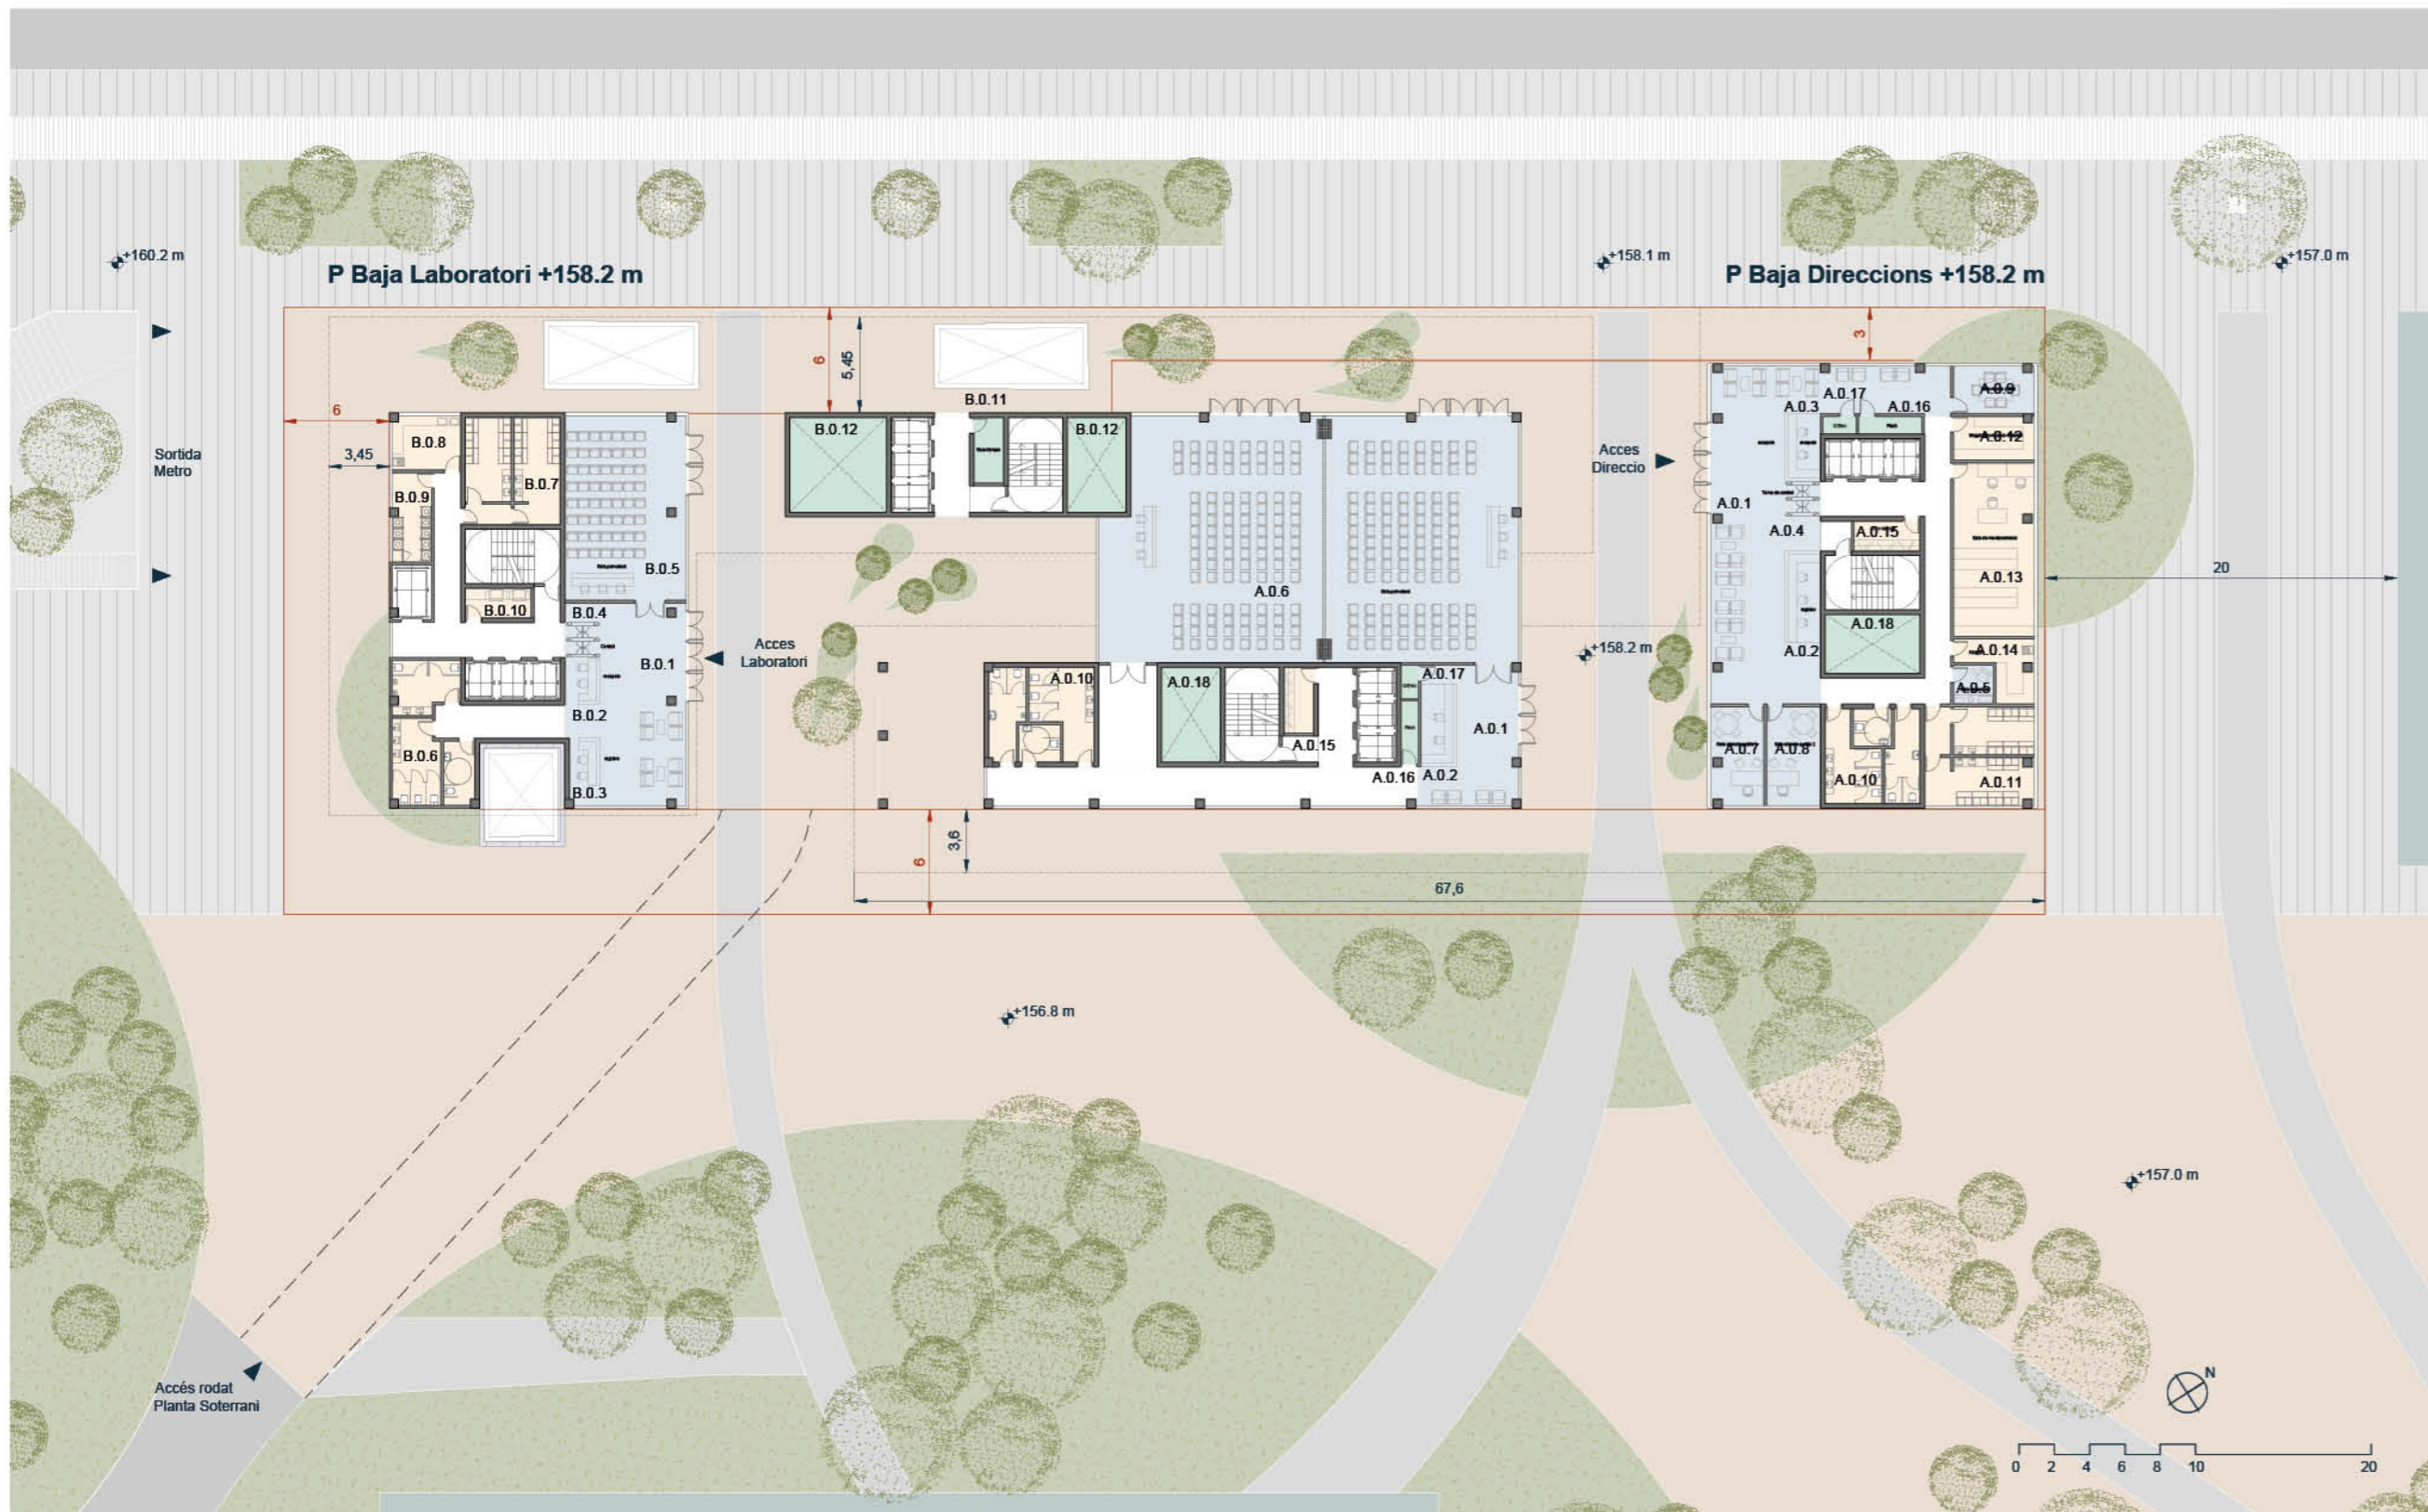 +160.2 m
+158.1 m
+157.0 m
P Baja Laboratori +158.2 m
P Baja Direccions +158.2 m
6
5,45
3
6
3,45
Sortida
Metro
B.0.8
B.0.9
B.0.7
B.0.5
B.0.10
B.0.4
Control
B.0.1
B.0.2
B.0.6
B.0.3
Acces
Laboratori
B.0.11
B.0.12
B.0.12
A.0.6
A.0.10
A.0.18
A.0.15
A.0.17
A.0.1
A.0.16
A.0.2
Acces
Direccio
+158.2 m
A.0.3
A.0.17
A.0.16
A.0.9
A.0.12
A.0.1
A.0.4
A.0.15
A.0.13
A.0.18
A.0.2
A.0.14
A.0.5
A.0.7
A.0.8
A.0.10
A.0.11
20
6
3,6
67,6
+156.8 m
+157.0 m
Accés rodat
Planta Soterrani
N
0 2 4 6 8 10 20